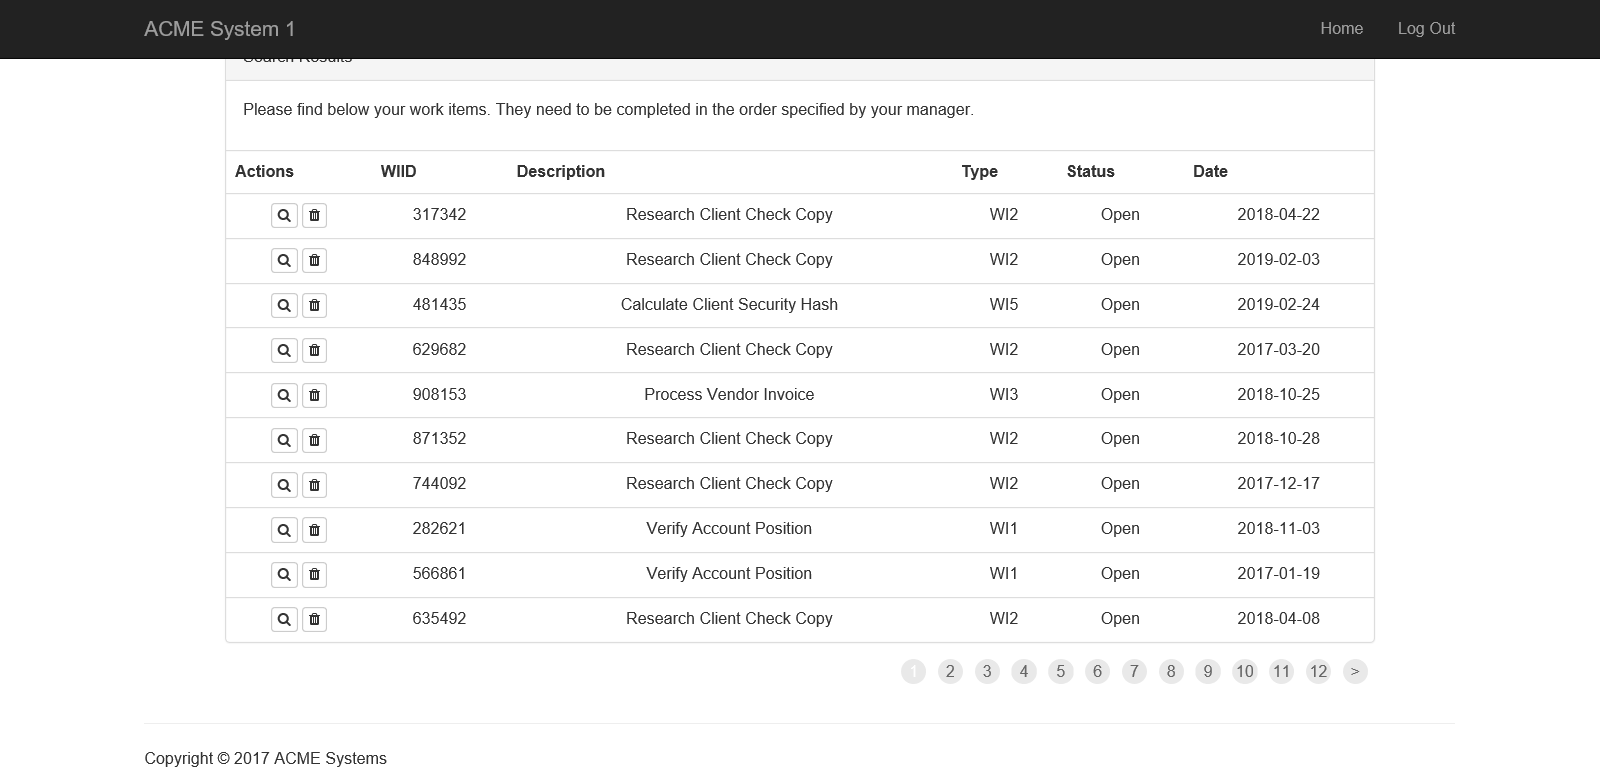 ACME System 1 Home Log Out
Search Results
Please find below your work items. They need to be completed in the order specified by your manager.
Actions WIID Description Type Status Date
317342 Research Client Check Copy WI2 Open 2018-04-22
848992 Research Client Check Copy WI2 Open 2019-02-03
481435 Calculate Client Security Hash WI5 Open 2019-02-24
629682 Research Client Check Copy WI2 Open 2017-03-20
908153 Process Vendor Invoice WI3 Open 2018-10-25
871352 Research Client Check Copy WI2 Open 2018-10-28
744092 Research Client Check Copy WI2 Open 2017-12-17
282621 Verify Account Position WI1 Open 2018-11-03
566861 Verify Account Position WI1 Open 2017-01-19
635492 Research Client Check Copy WI2 Open 2018-04-08
1 2 3 4 5 6 7 8 9 10 11 12 >
Copyright © 2017 ACME Systems